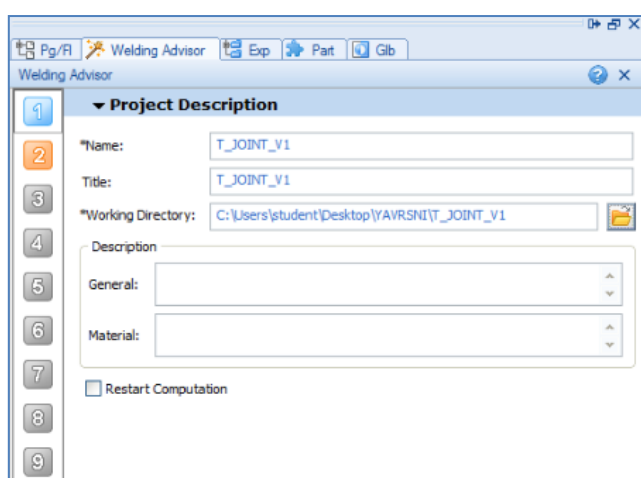 Pg/Fl Welding Advisor Exp Part Glb
Welding Advisor
1 Project Description
2 *Name: T_JOINT_V1
Title: T_JOINT_V1
3
*Working Directory: C:\Users\student\Desktop\YAVRSNI\T_JOINT_V1
4 Description
5 General:
6 Material:
7
Restart Computation
8
9